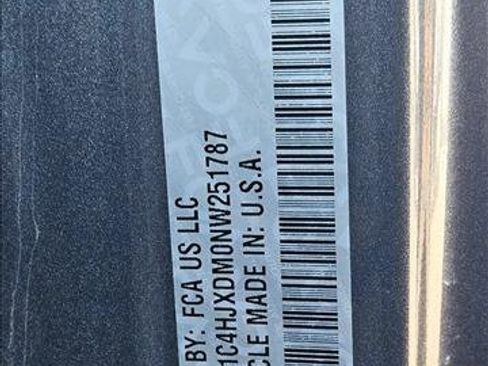 BY: FCA US LLC
1C4HJXDM0NW251787
CLE MADE IN: U.S.A.